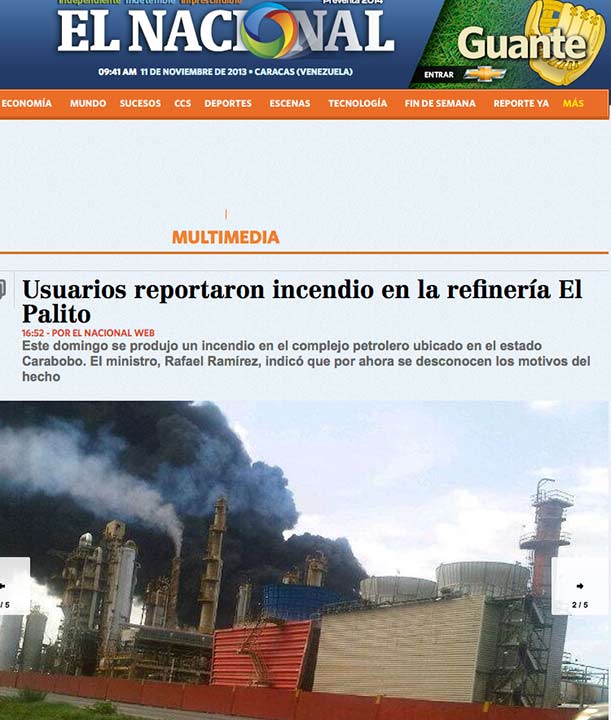 Independiente Indetenible Imprescindible
EL NACIONAL
09:41 AM 11 DE NOVIEMBRE DE 2013 • CARACAS (VENEZUELA)
Preventa 2014
Guante
ENTRAR
ECONOMÍA MUNDO SUCESOS CCS DEPORTES ESCENAS TECNOLOGÍA FIN DE SEMANA REPORTE YA MÁS
MULTIMEDIA
Usuarios reportaron incendio en la refinería El
Palito
16:52 - POR EL NACIONAL WEB
Este domingo se produjo un incendio en el complejo petrolero ubicado en el estado
Carabobo. El ministro, Rafael Ramírez, indicó que por ahora se desconocen los motivos del
hecho
/ 5
2 / 5